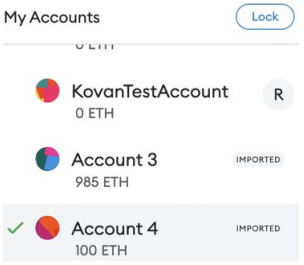 My Accounts
Lock
0 ETH
KovanTestAccount
R
0 ETH
Account 3
IMPORTED
985 ETH
Account 4
IMPORTED
100 ETH